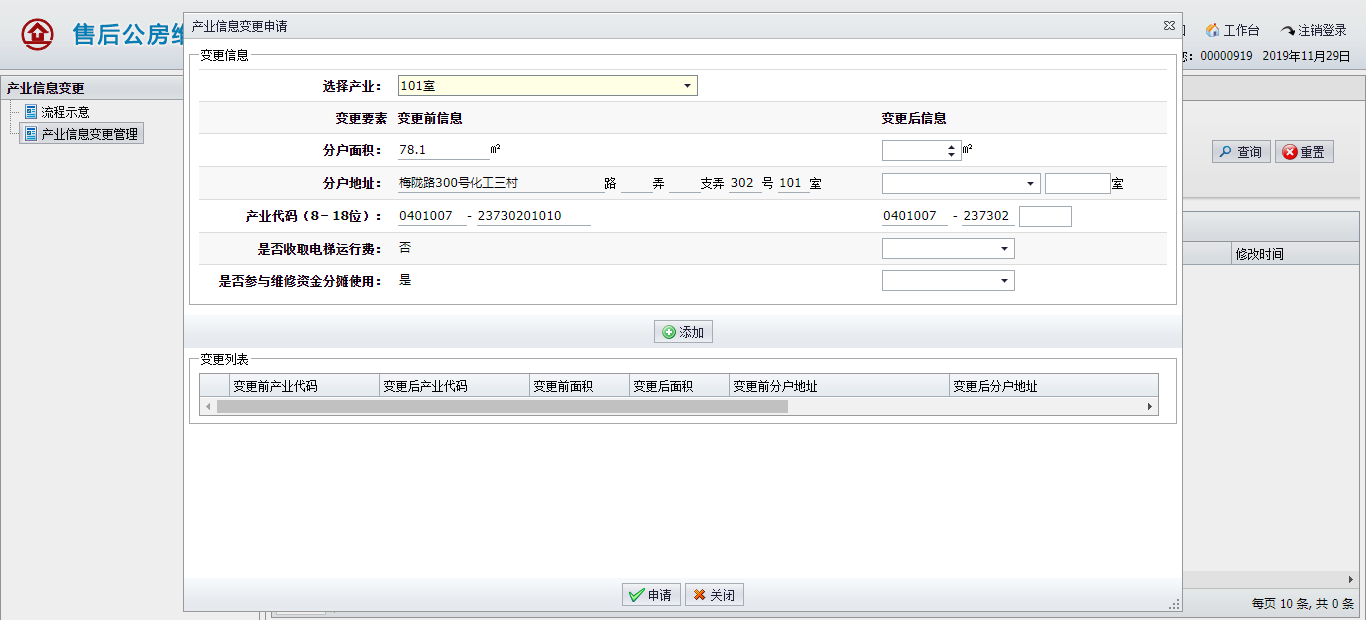 售后公房维
工作台 注销登录
00000919 2019年11月29日
产业信息变更
流程示意
产业信息变更管理
查询 重置
修改时间
每页 10 条, 共 0 条
产业信息变更申请
变更信息
选择产业： 101室
变更要素 变更前信息 变更后信息
分户面积： 78.1 ㎡ ㎡
分户地址： 梅陇路300号化工三村 路 弄 支弄 302 号 101 室 室
产业代码（8－18位）： 0401007 - 23730201010 0401007 - 237302
是否收取电梯运行费： 否
是否参与维修资金分摊使用： 是
添加
变更列表
变更前产业代码 变更后产业代码 变更前面积 变更后面积 变更前分户地址 变更后分户地址
申请 关闭